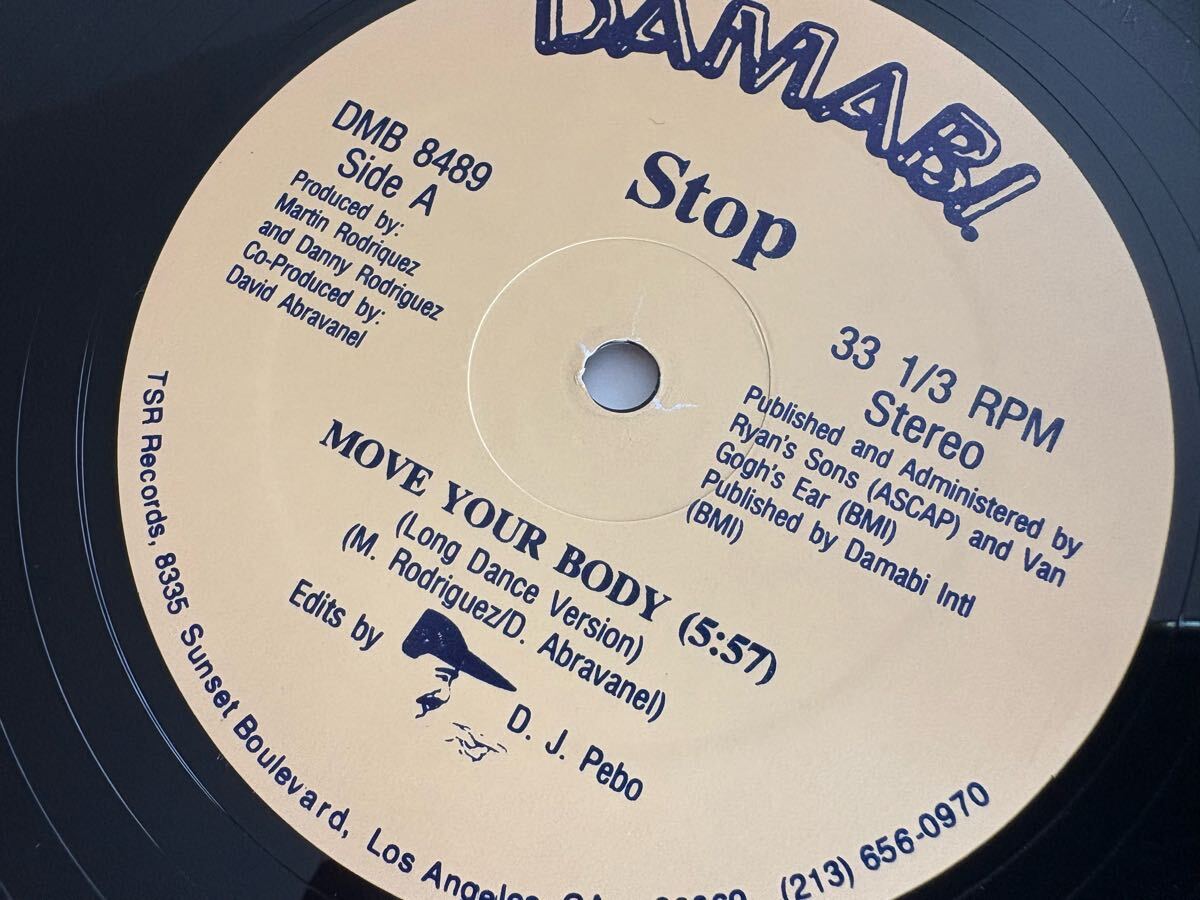 DAMABI
Stop
DMB 8489
Side A
Produced by:
Martin Rodriquez
and Danny Rodriguez
Co-Produced by:
David Abravanel
33 1/3 RPM
Stereo
Published and Administered by
Ryan's Sons (ASCAP) and Van
Gogh's Ear (BMI)
Published by Damabi Intl
(BMI)
MOVE YOUR BODY (5:57)
(Long Dance Version)
(M. Rodriguez/D. Abravanel)
Edits by
D. J. Pebo
TSR Records, 8335 Sunset Boulevard, Los Angeles, (213) 656-0970